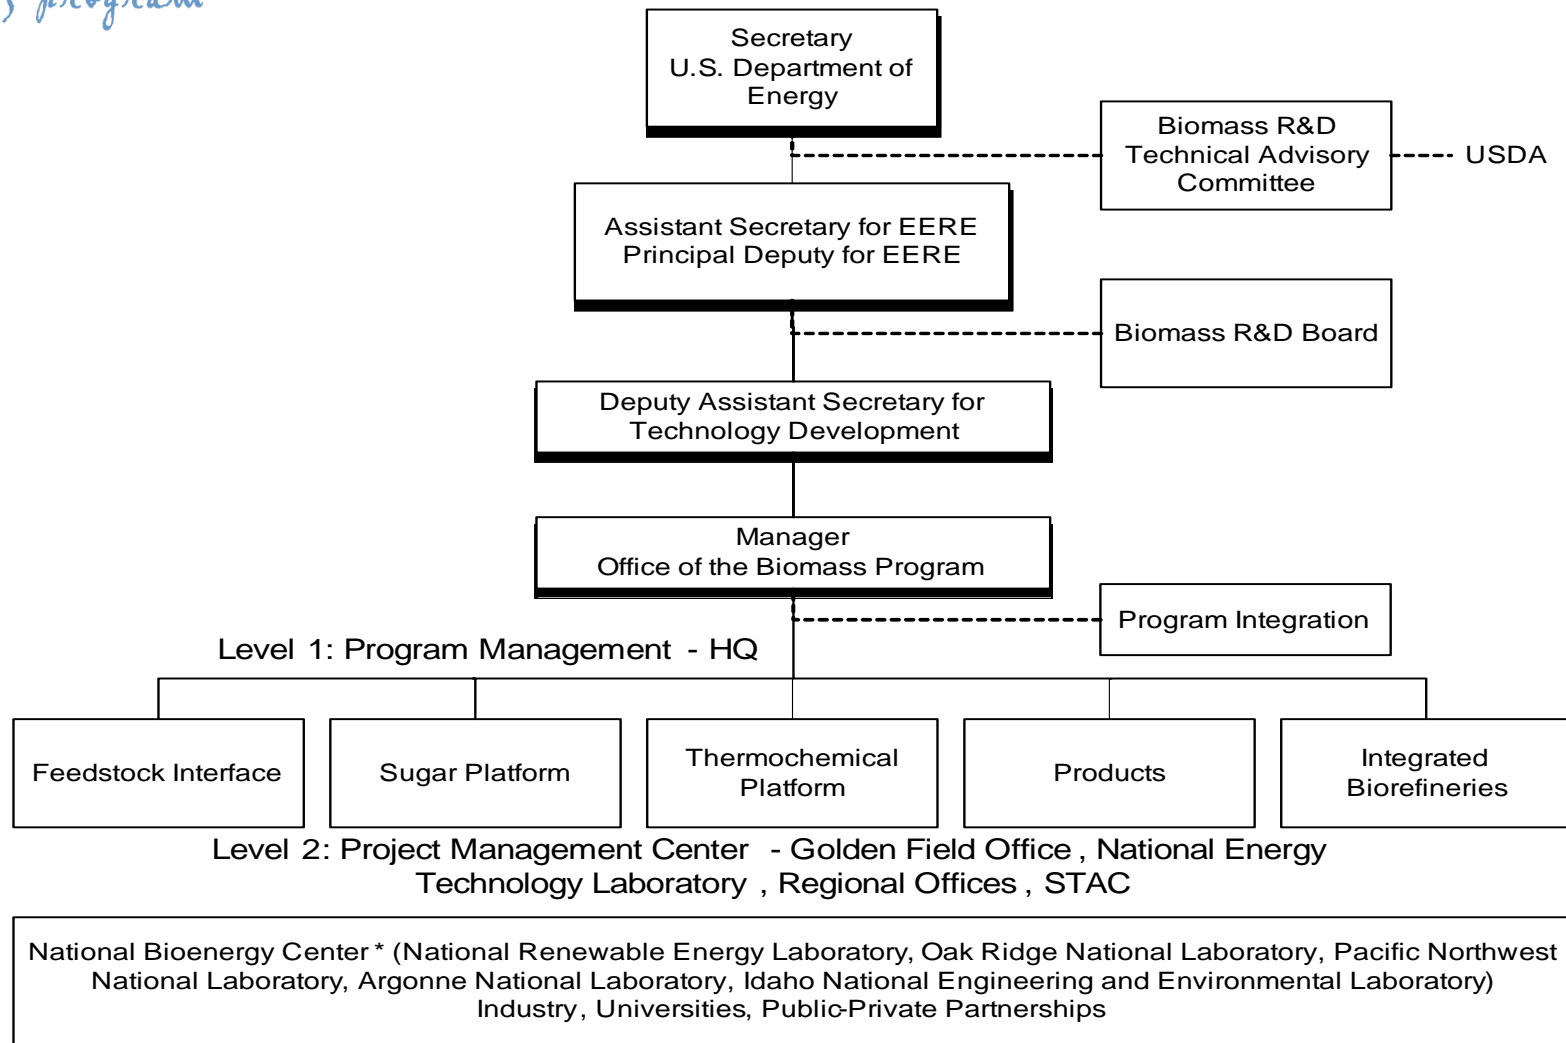 program
Secretary
U.S. Department of
Energy
Biomass R&D
Technical Advisory
Committee
USDA
Assistant Secretary for EERE
Principal Deputy for EERE
Biomass R&D Board
Deputy Assistant Secretary for
Technology Development
Manager
Office of the Biomass Program
Program Integration
Level 1: Program Management - HQ
Feedstock Interface
Sugar Platform
Thermochemical
Platform
Products
Integrated
Biorefineries
Level 2: Project Management Center - Golden Field Office , National Energy
Technology Laboratory , Regional Offices , STAC
National Bioenergy Center * (National Renewable Energy Laboratory, Oak Ridge National Laboratory, Pacific Northwest
National Laboratory, Argonne National Laboratory, Idaho National Engineering and Environmental Laboratory)
Industry, Universities, Public-Private Partnerships